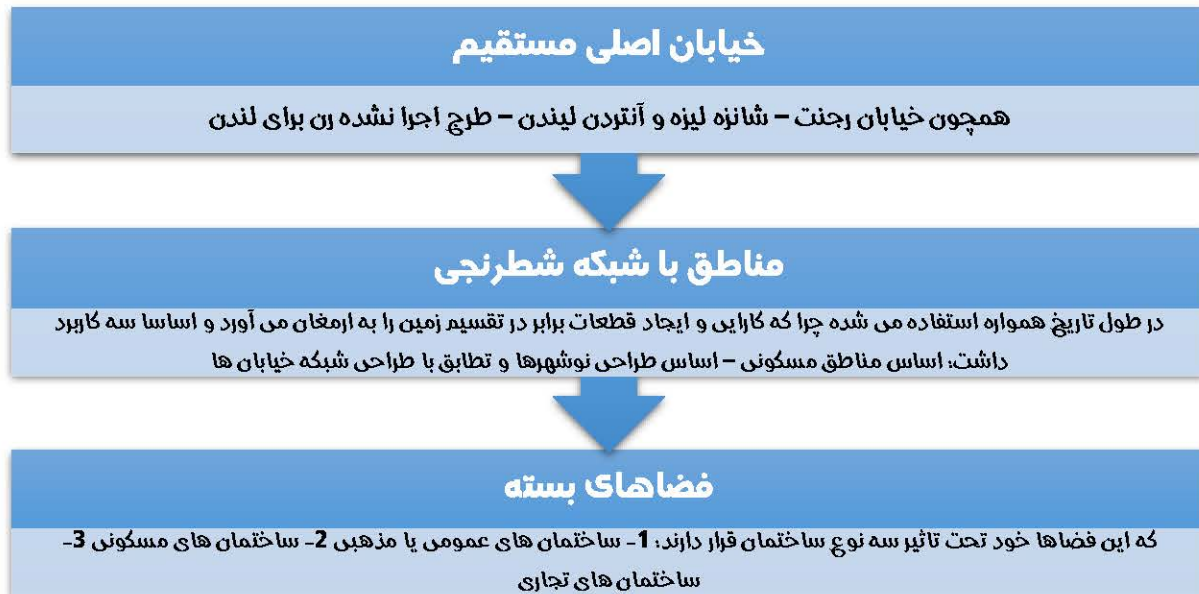 خیابان اصلی مستقیم
همچون خیابان رجنت – شانزه لیزه و آنتردن لیندن – طرح اجرا نشده رن برای لندن
مناطق با شبکه شطرنجی
در طول تاریخ همواره استفاده می شده چرا که کارایی و ایجاد قطعات برابر در تقسیم زمین را به ارمغان می آورد و اساسا سه کاربرد
داشت: اساس مناطق مسکونی – اساس طراحی نوشهرها و تطابق با طراحی شبکه خیابان ها
فضاهای بسته
که این فضاها خود تحت تاثیر سه نوع ساختمان قرار دارند: 1- ساختمان های عمومی یا مذهبی 2- ساختمان های مسکونی 3-
ساختمان های تجاری